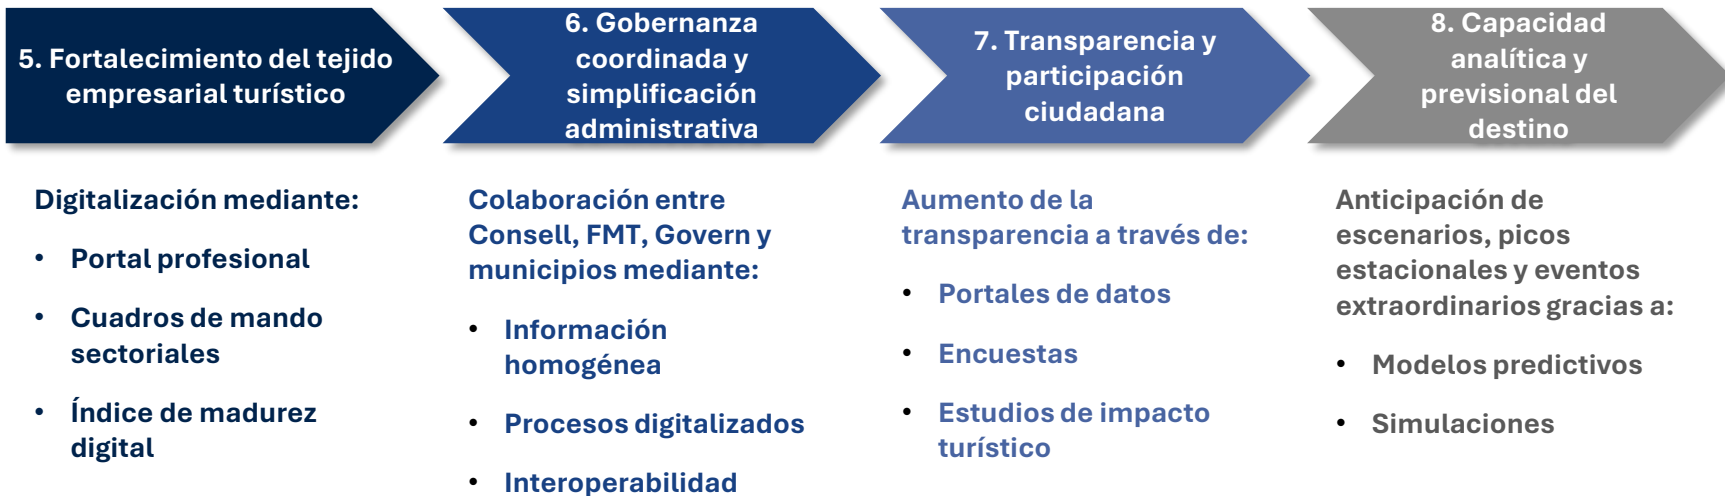 5. Fortalecimiento del tejido
empresarial turístico
6. Gobernanza
coordinada y
simplificación
administrativa
7. Transparencia y
participación
ciudadana
8. Capacidad
analítica y
previsional del
destino
Digitalización mediante:
• Portal profesional
• Cuadros de mando
sectoriales
• Índice de madurez
digital
Colaboración entre
Consell, FMT, Govern y
municipios mediante:
• Información
homogénea
• Procesos digitalizados
• Interoperabilidad
Aumento de la
transparencia a través de:
• Portales de datos
• Encuestas
• Estudios de impacto
turístico
Anticipación de
escenarios, picos
estacionales y eventos
extraordinarios gracias a:
• Modelos predictivos
• Simulaciones